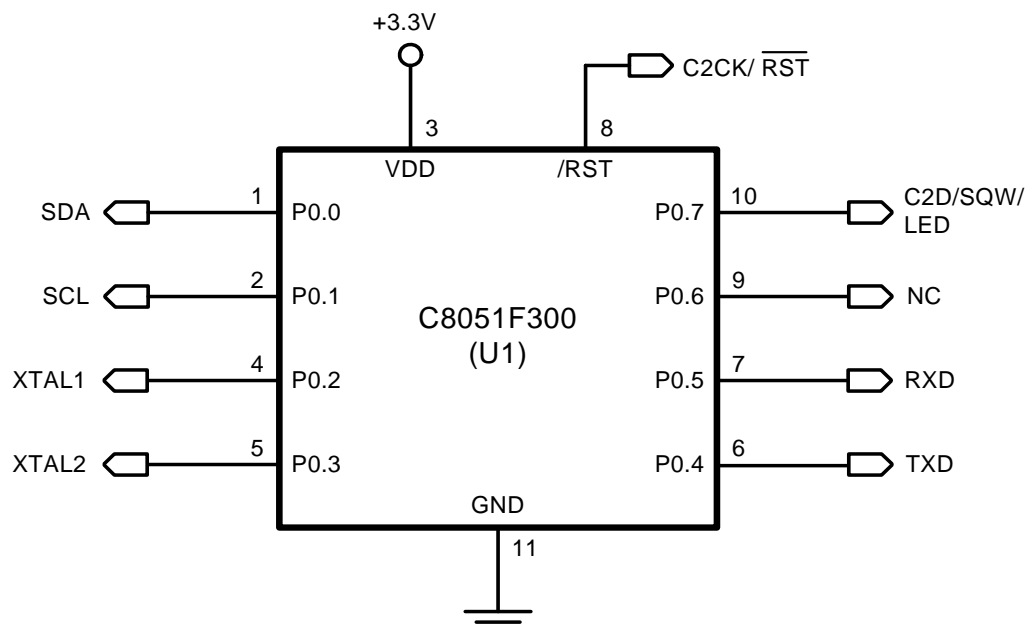 +3.3V
C2CK/ RST
3
8
VDD
/RST
SDA
1
P0.0
P0.7
10
C2D/SQW/
LED
SCL
2
P0.1
P0.6
9
NC
C8051F300
(U1)
XTAL1
4
P0.2
P0.5
7
RXD
XTAL2
5
P0.3
P0.4
6
TXD
GND
11